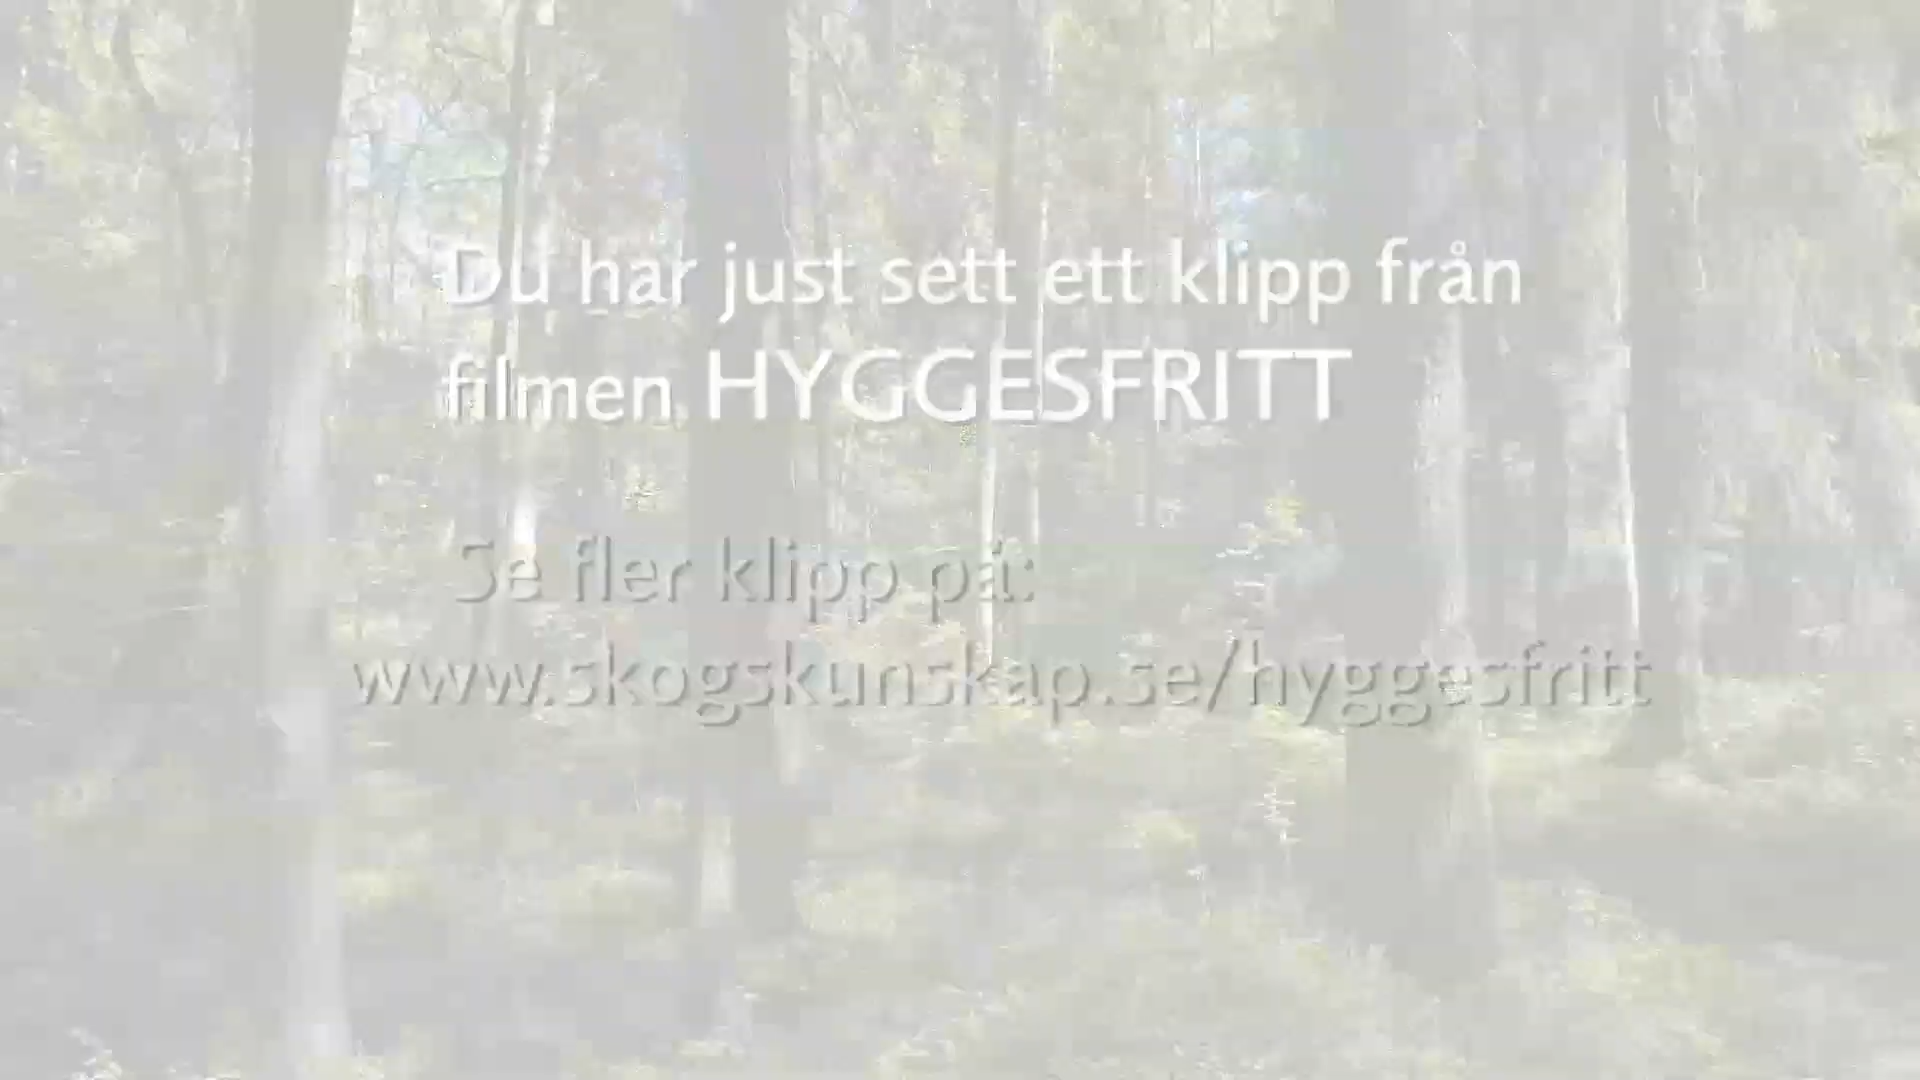 Du har just sett ett klipp från
filmen HYGGESFRITT
Se fler klipp på:
www.skogskunskap.se/hyggesfritt